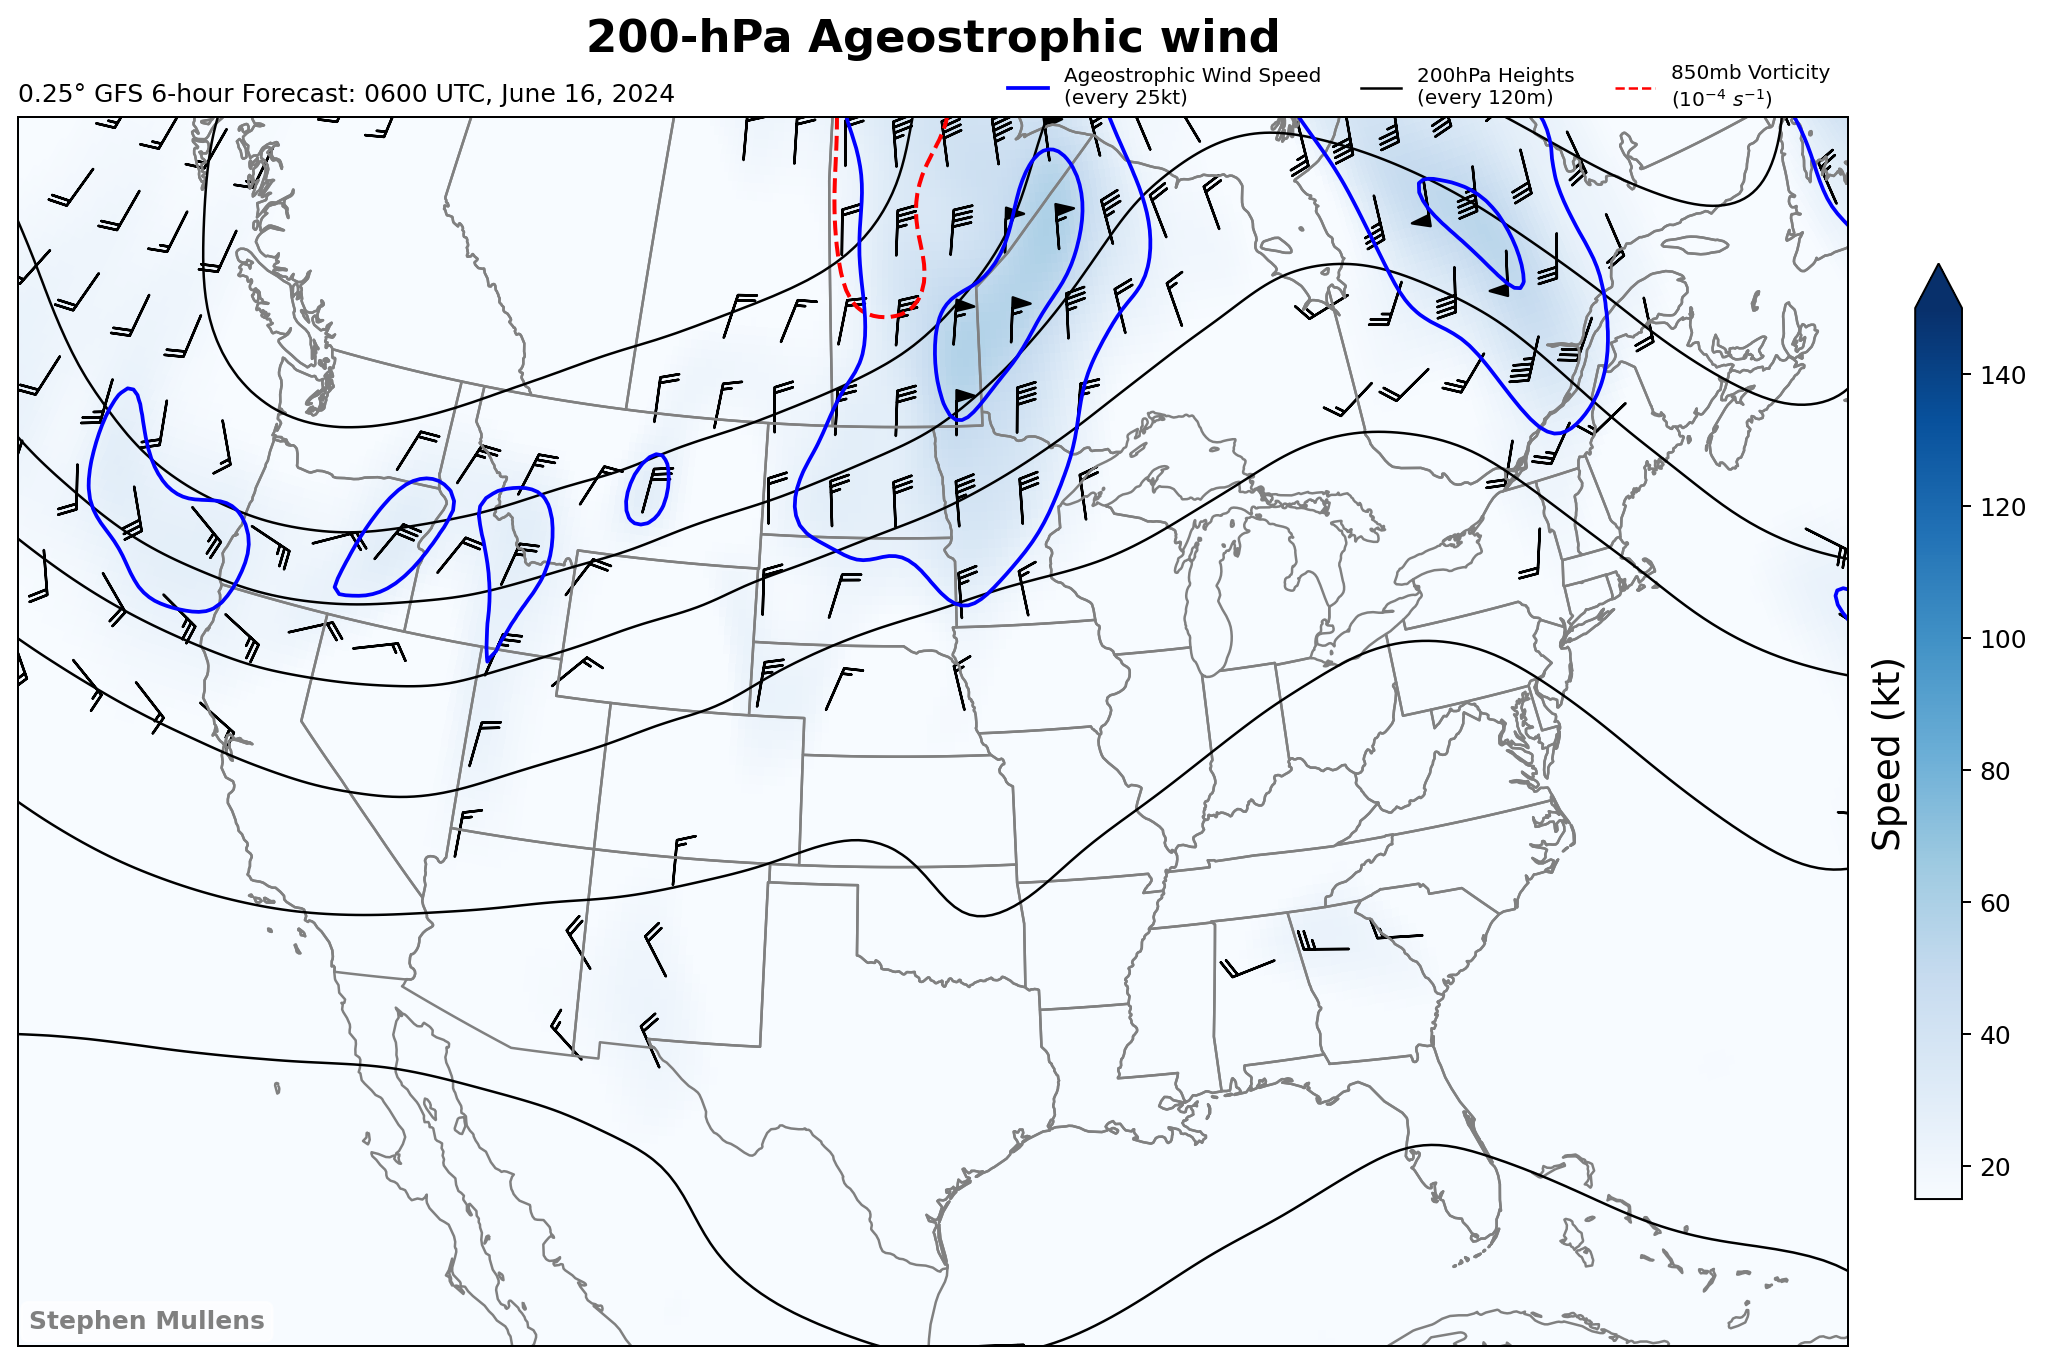 200-hPa Ageostrophic wind
0.25° GFS 6-hour Forecast: 0600 UTC, June 16, 2024
Ageostrophic Wind Speed
(every 25kt)
200hPa Heights
(every 120m)
850mb Vorticity
(10⁻⁴ s⁻¹)
140
120
100
80
60
40
20
Speed (kt)
Stephen Mullens